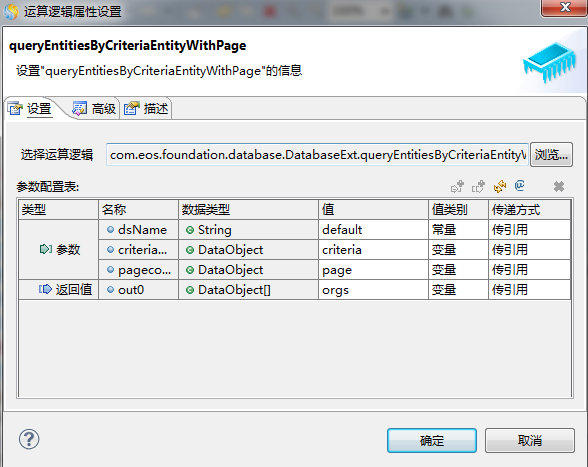 运算逻辑属性设置
queryEntitiesByCriteriaEntityWithPage
设置"queryEntitiesByCriteriaEntityWithPage"的信息
设置 高级 描述
选择运算逻辑 com.eos.foundation.database.DatabaseExt.queryEntitiesByCriteriaEntityW 浏览...
参数配置表:
类型 名称 数据类型 值 值类别 传递方式
dsName String default 常量 传引用
参数 criteria... DataObject criteria 变量 传引用
pageco... DataObject page 变量 传引用
返回值 out0 DataObject[] orgs 变量 传引用
? 确定 取消